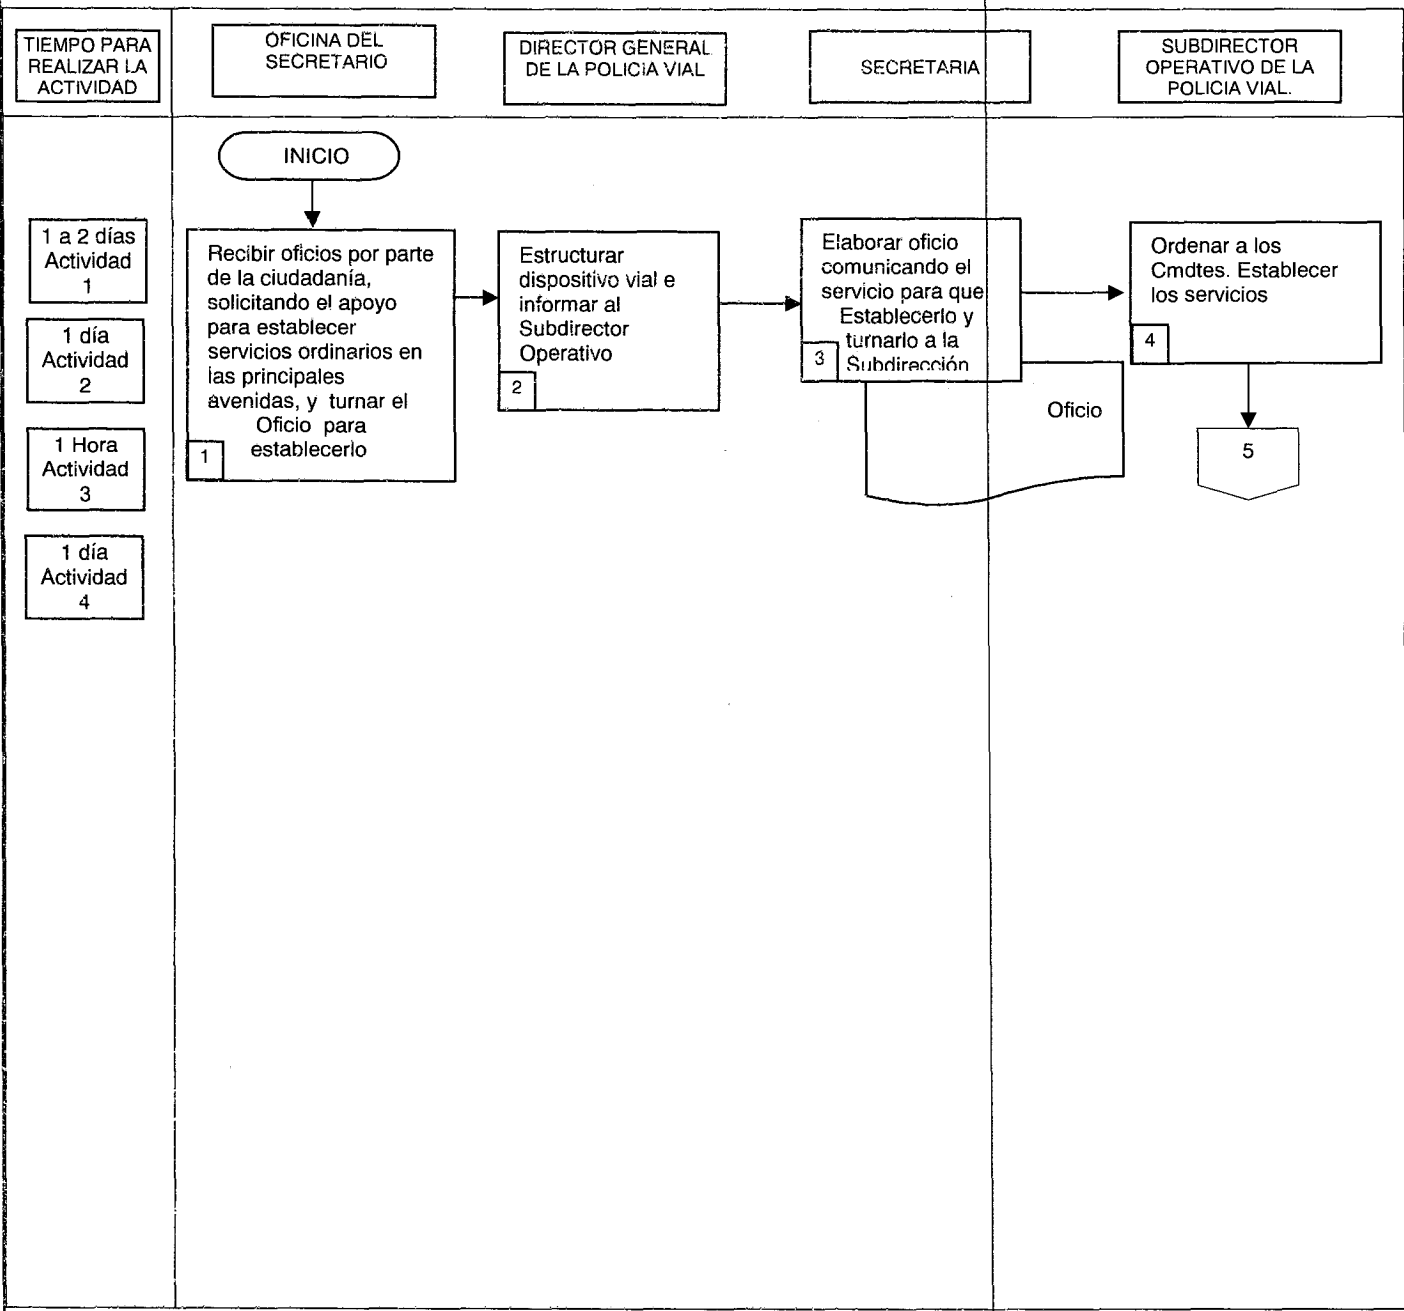 TIEMPO PARA
REALIZAR LA
ACTIVIDAD
OFICINA DEL
SECRETARIO
DIRECTOR GENERAL
DE LA POLICIA VIAL
SECRETARIA
SUBDIRECTOR
OPERATIVO DE LA
POLICIA VIAL.
INICIO
1 a 2 días
Actividad
1
1 día
Actividad
2
1 Hora
Actividad
3
1 día
Actividad
4
Recibir oficios por parte
de la ciudadanía,
solicitando el apoyo
para establecer
servicios ordinarios en
las principales
avenidas, y turnar el
Oficio para
establecerlo
1
Estructurar
dispositivo vial e
informar al
Subdirector
Operativo
2
Elaborar oficio
comunicando el
servicio para que
Establecerlo y
turnarlo a la
Subdirección
3
Oficio
Ordenar a los
Cmdtes. Establecer
los servicios
4
5